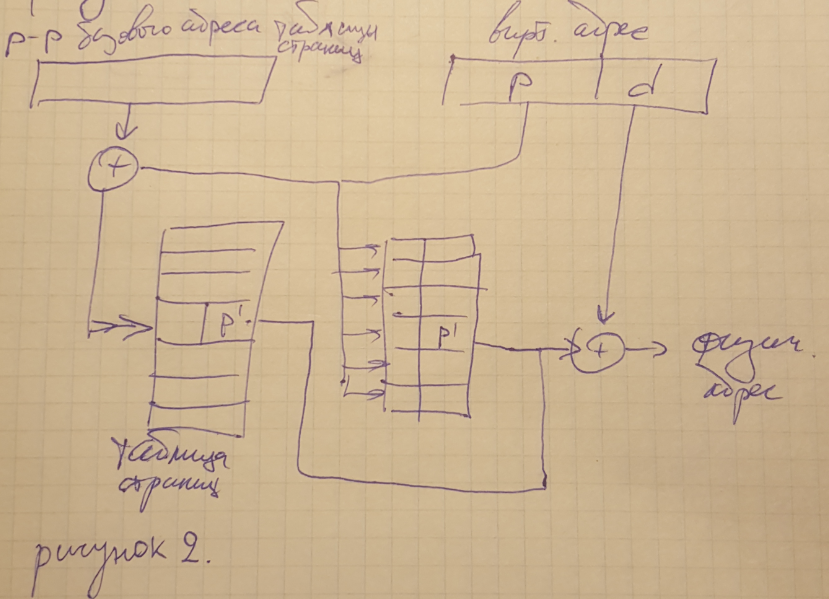 р-р базового адреса таблицы
страниц
вирт. адрес
p d
+
p'
p'
+
физич.
адрес
Таблица
страниц
рисунок 2.